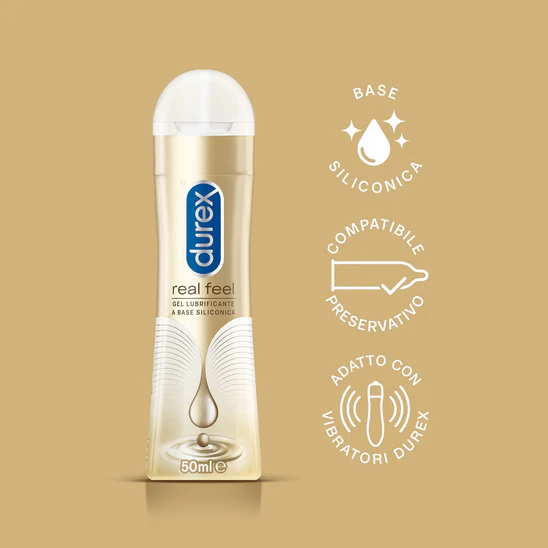 durex
real feel
GEL LUBRIFICANTE
A BASE SILICONICA
50ml e
BASE
SILICONICA
COMPATIBILE
PRESERVATIVO
ADATTO CON
VIBRATORI DUREX